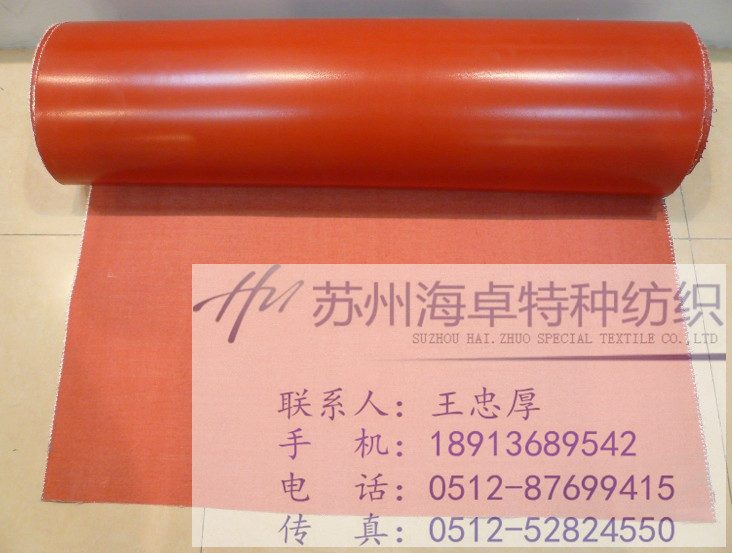 Hu 苏州海卓特种纺织
SUZHOU HAI.ZHUO SPECIAL TEXTILE CO.,LTD
联系人：王忠厚
手 机：18913689542
电 话：0512-87699415
传 真：0512-52824550